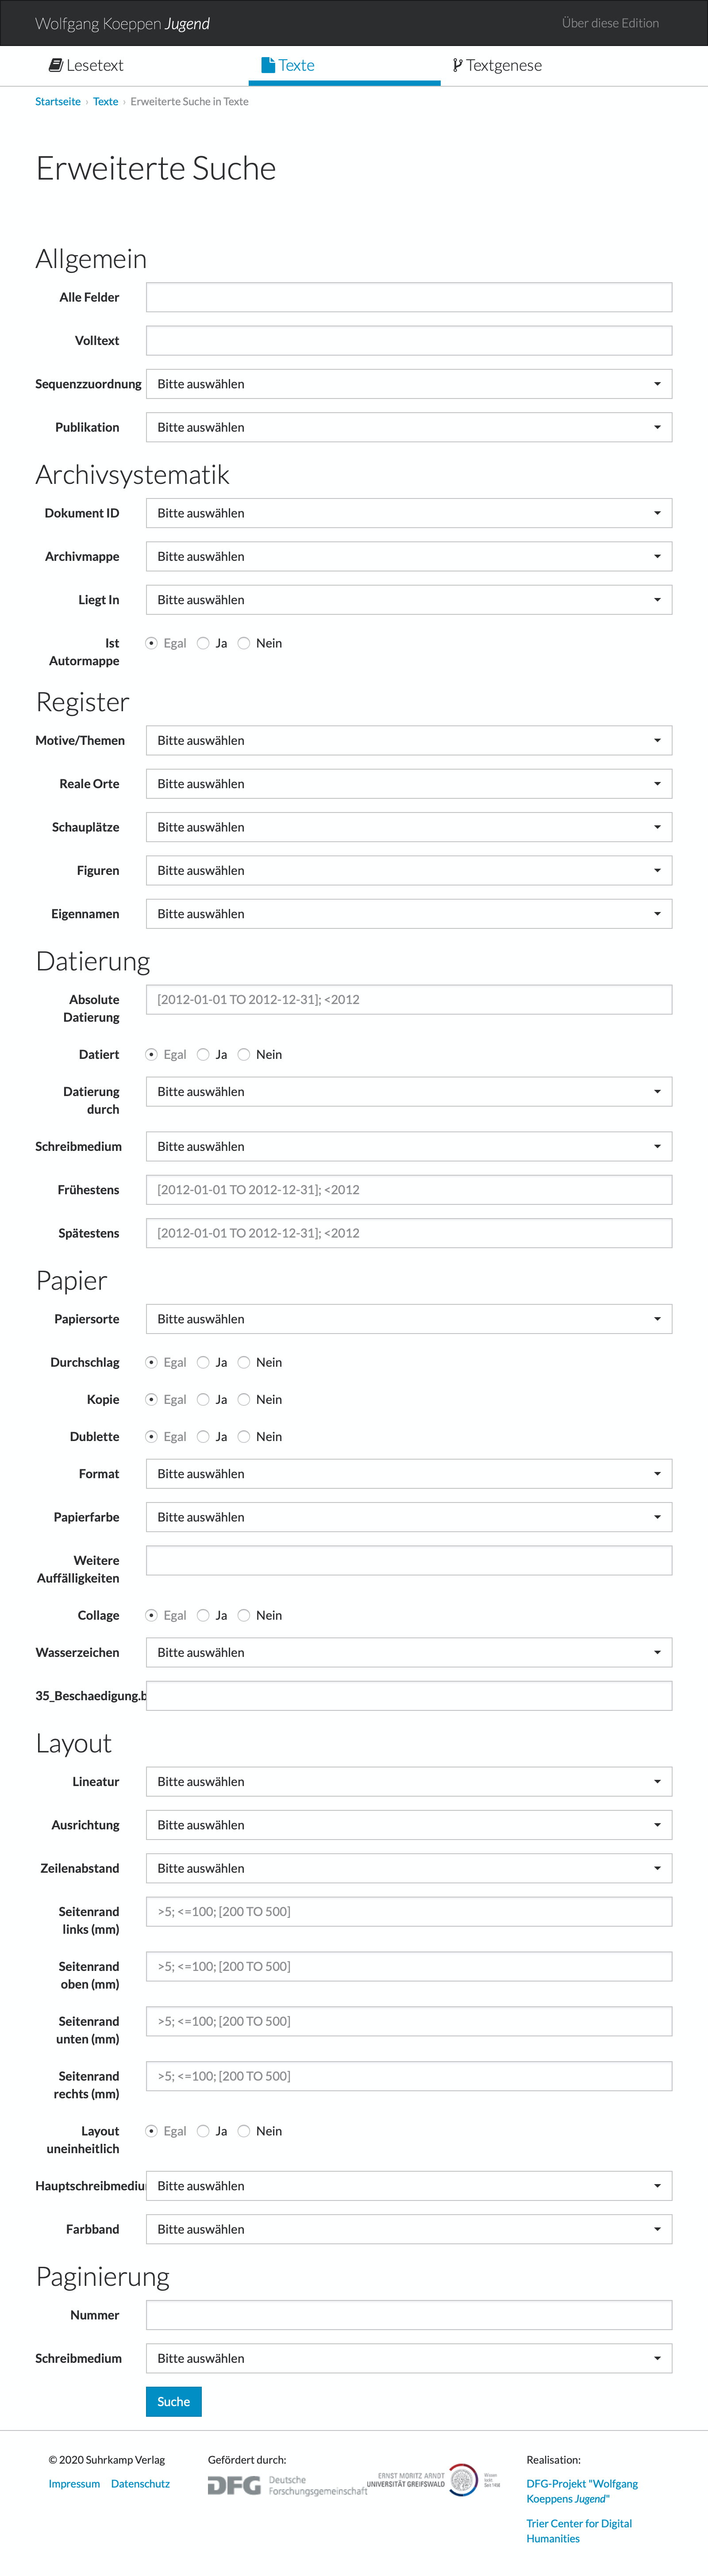 Wolfgang Koeppen Jugend
Über diese Edition
Lesetext
Texte
Textgenese
Startseite › Texte › Erweiterte Suche in Texte
Erweiterte Suche
Allgemein
Alle Felder
Volltext
Sequenzzuordnung Bitte auswählen
Publikation Bitte auswählen
Archivsystematik
Dokument ID Bitte auswählen
Archivmappe Bitte auswählen
Liegt In Bitte auswählen
Ist
Autormappe
Egal Ja Nein
Register
Motive/Themen Bitte auswählen
Reale Orte Bitte auswählen
Schauplätze Bitte auswählen
Figuren Bitte auswählen
Eigennamen Bitte auswählen
Datierung
Absolute
Datierung
[2012-01-01 TO 2012-12-31]; <2012
Datiert Egal Ja Nein
Datierung
durch
Bitte auswählen
Schreibmedium Bitte auswählen
Frühestens [2012-01-01 TO 2012-12-31]; <2012
Spätestens [2012-01-01 TO 2012-12-31]; <2012
Papier
Papiersorte Bitte auswählen
Durchschlag Egal Ja Nein
Kopie Egal Ja Nein
Dublette Egal Ja Nein
Format Bitte auswählen
Papierfarbe Bitte auswählen
Weitere
Auffälligkeiten
Collage Egal Ja Nein
Wasserzeichen Bitte auswählen
35_Beschaedigung.b
Layout
Lineatur Bitte auswählen
Ausrichtung Bitte auswählen
Zeilenabstand Bitte auswählen
Seitenrand
links (mm)
>5; <=100; [200 TO 500]
Seitenrand
oben (mm)
>5; <=100; [200 TO 500]
Seitenrand
unten (mm)
>5; <=100; [200 TO 500]
Seitenrand
rechts (mm)
>5; <=100; [200 TO 500]
Layout
uneinheitlich
Egal Ja Nein
Hauptschreibmediu Bitte auswählen
Farbband Bitte auswählen
Paginierung
Nummer
Schreibmedium Bitte auswählen
Suche
© 2020 Suhrkamp Verlag
Impressum Datenschutz
Gefördert durch:
DFG Deutsche
Forschungsgemeinschaft
ERNST MORITZ ARNDT
UNIVERSITÄT GREIFSWALD
Wissen
lockt.
Seit 1456
Realisation:
DFG-Projekt "Wolfgang
Koeppens Jugend"
Trier Center for Digital
Humanities